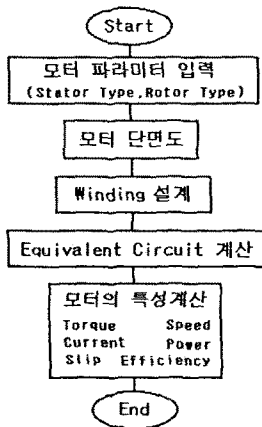 Start
모터 파라미터 입력
(Stator Type,Rotor Type)
모터 단면도
Winding 설계
Equivalent Circuit 계산
모터의 특성계산
Torque Speed
Current Power
Slip Efficiency
End